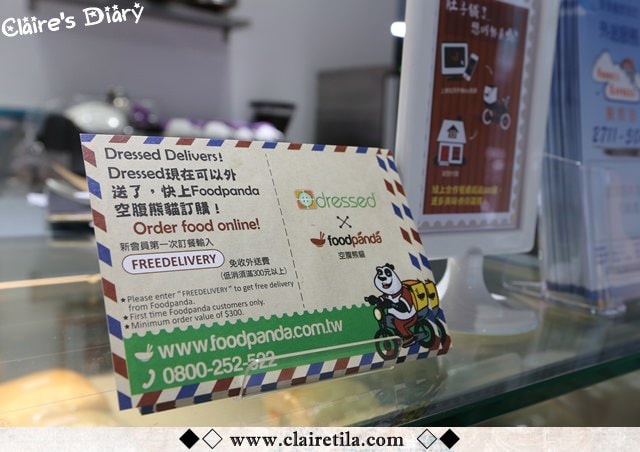 Claire's Diary
Dressed Delivers!
Dressed現在可以外
送了，快上Foodpanda
空腹熊貓訂購！
Order food online!
新會員第一次訂餐輸入
FREEDELIVERY
免收外送費
(低消須滿300元以上)
★Please enter "FREEDELIVERY" to get free delivery
from Foodpanda.
★First time Foodpanda customers only.
★Minimum order value of $300.
www.foodpanda.com.tw
0800-252-522
dressed
×
foodpanda
空腹熊貓
肚子餓？
2711-
www.clairetila.com